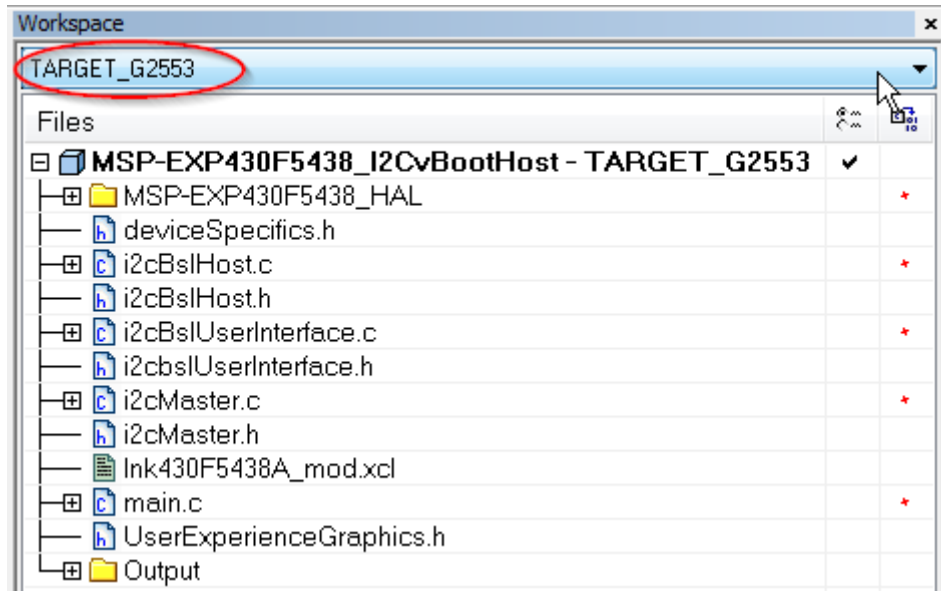 Workspace
TARGET_G2553
Files
MSP-EXP430F5438_I2CvBootHost - TARGET_G2553
MSP-EXP430F5438_HAL
deviceSpecifics.h
i2cBslHost.c
i2cBslHost.h
i2cBslUserInterface.c
i2cbslUserInterface.h
i2cMaster.c
i2cMaster.h
lnk430F5438A_mod.xcl
main.c
UserExperienceGraphics.h
Output